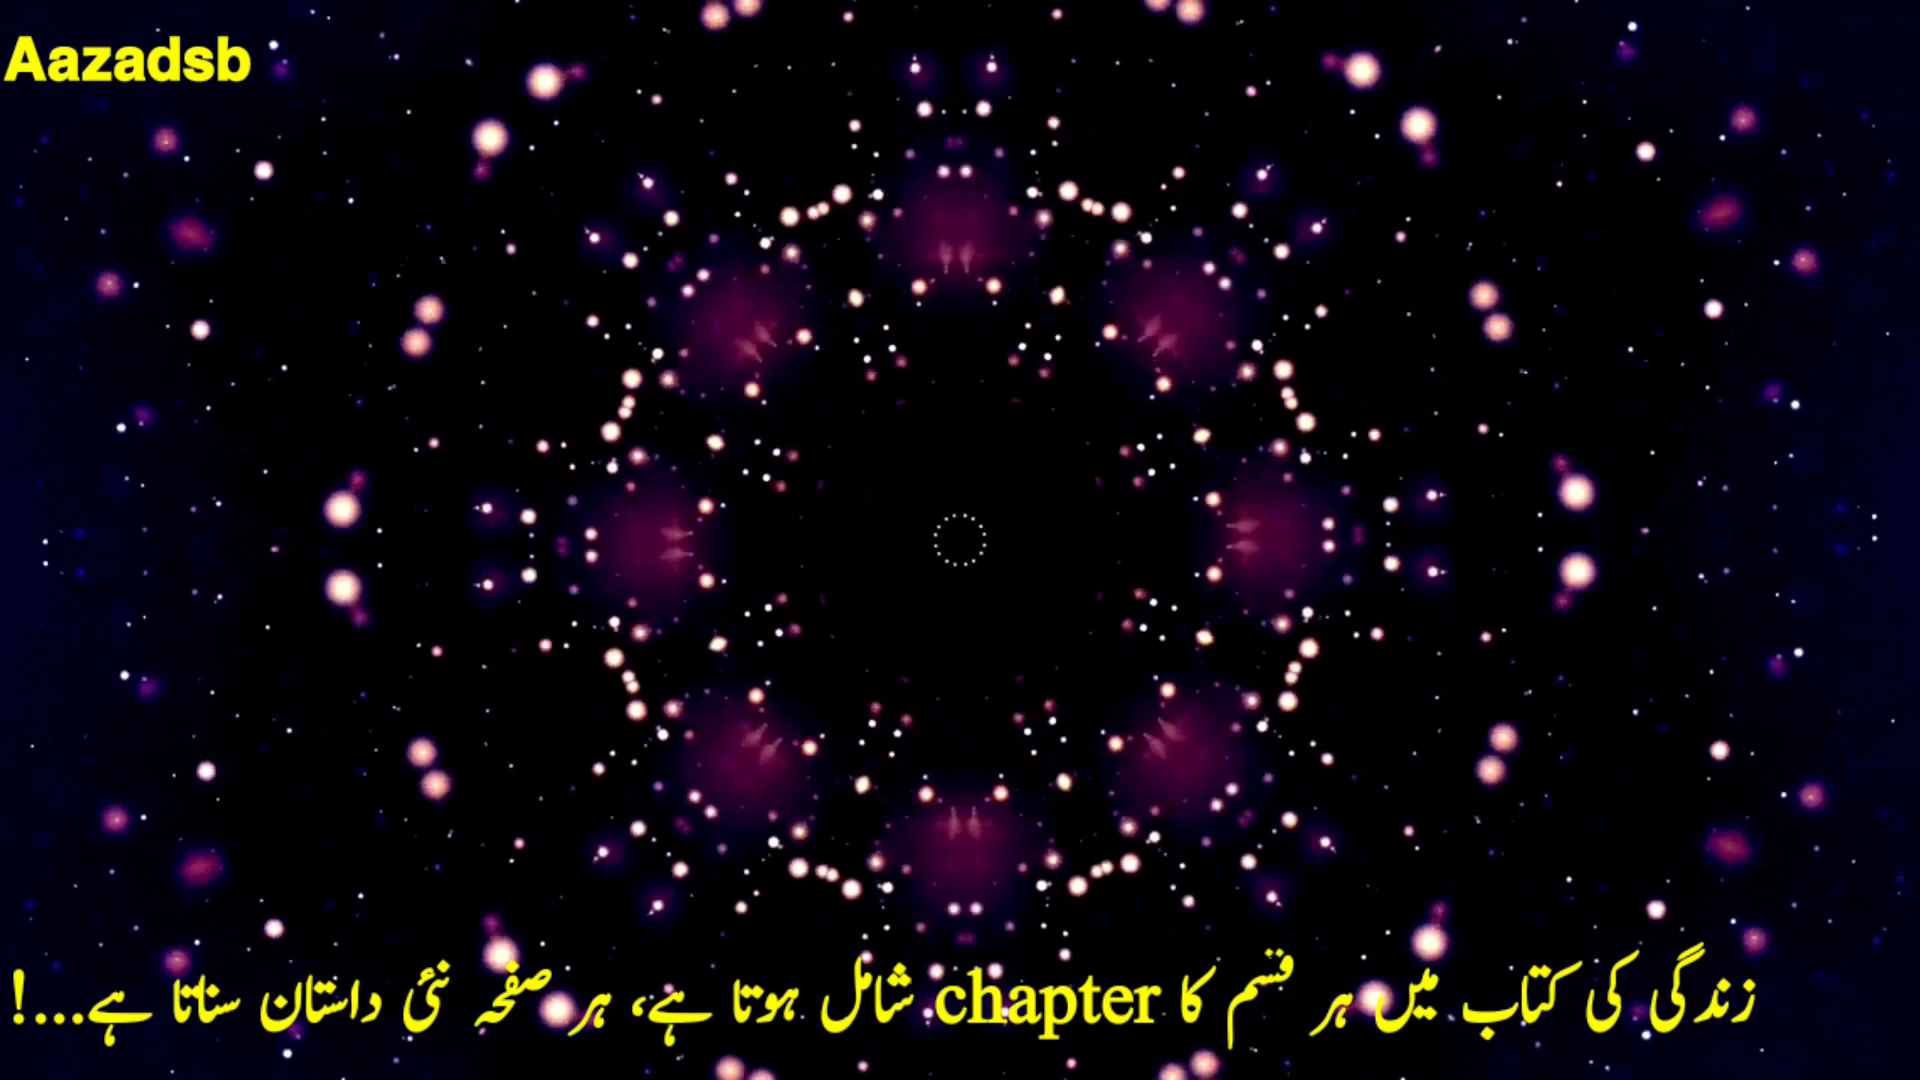 Aazadsb
زندگی کی کتاب میں ہر قسم کا chapter شامل ہوتا ہے، ہر صفحہ نئی داستان سناتا ہے...!